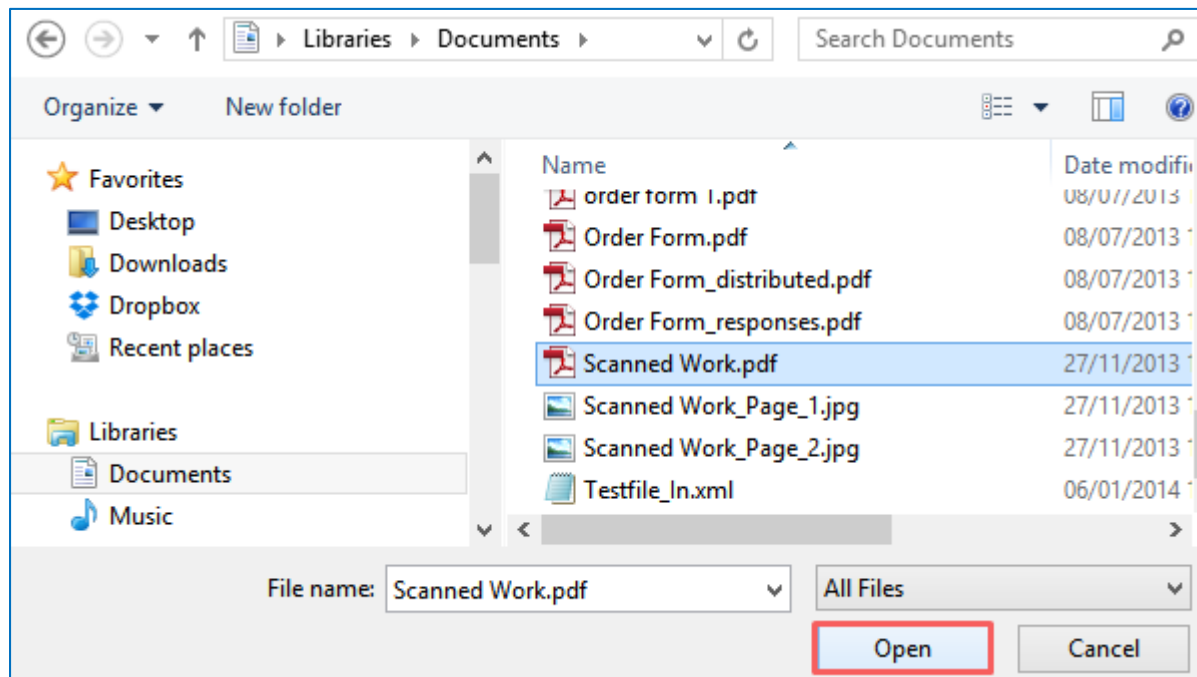 Libraries Documents
Search Documents
Organize
New folder
Favorites
Desktop
Downloads
Dropbox
Recent places
Libraries
Documents
Music
Name Date modifi
order form 1.pdf 08/07/2013
Order Form.pdf 08/07/2013
Order Form_distributed.pdf 08/07/2013
Order Form_responses.pdf 08/07/2013
Scanned Work.pdf 27/11/2013
Scanned Work_Page_1.jpg 27/11/2013
Scanned Work_Page_2.jpg 27/11/2013
Testfile_In.xml 06/01/2014
File name: Scanned Work.pdf
All Files
Open
Cancel